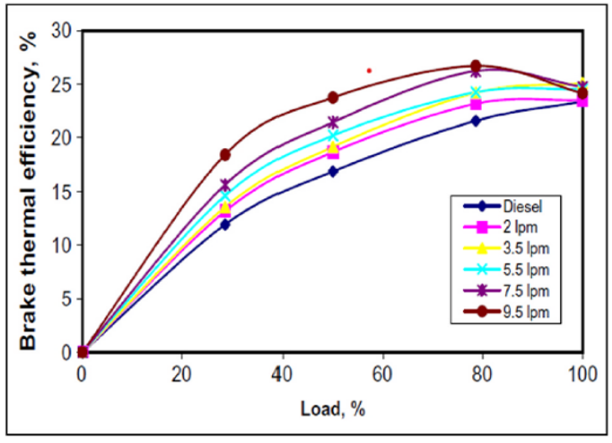 Brake thermal efficiency, %
30
25
20
15
10
5
0
0 20 40 60 80 100
Load, %
Diesel
2 lpm
3.5 lpm
5.5 lpm
7.5 lpm
9.5 lpm